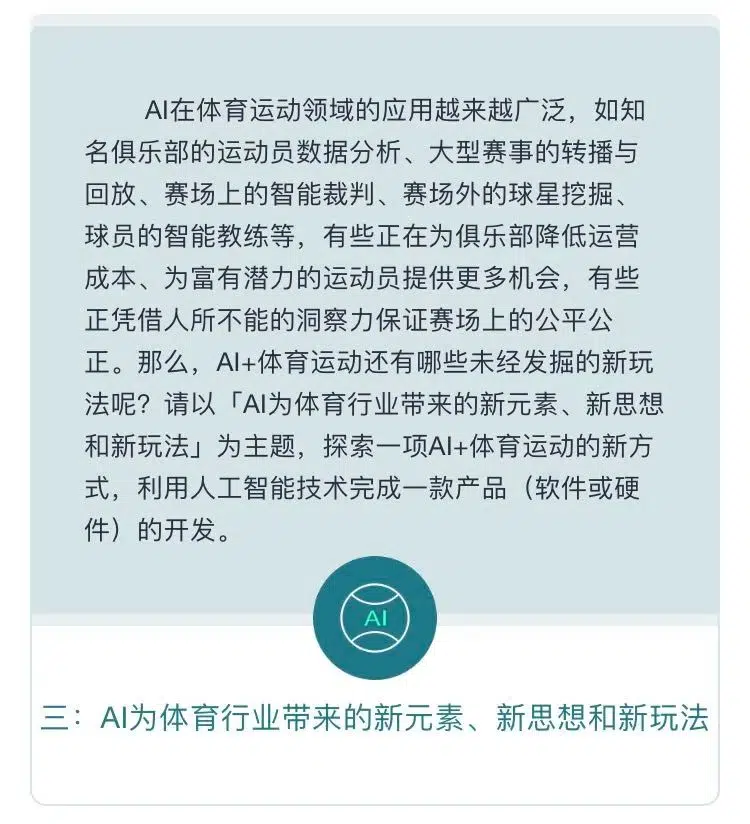 AI在体育运动领域的应用越来越广泛，如知
名俱乐部的运动员数据分析、大型赛事的转播与
回放、赛场上的智能裁判、赛场外的球星挖掘、
球员的智能教练等，有些正在为俱乐部降低运营
成本、为富有潜力的运动员提供更多机会，有些
正凭借人所不能的洞察力保证赛场上的公平公
正。那么，AI+体育运动还有哪些未经发掘的新玩
法呢？请以「AI为体育行业带来的新元素、新思想
和新玩法」为主题，探索一项AI+体育运动的新方
式，利用人工智能技术完成一款产品（软件或硬
件）的开发。
AI
三：AI为体育行业带来的新元素、新思想和新玩法